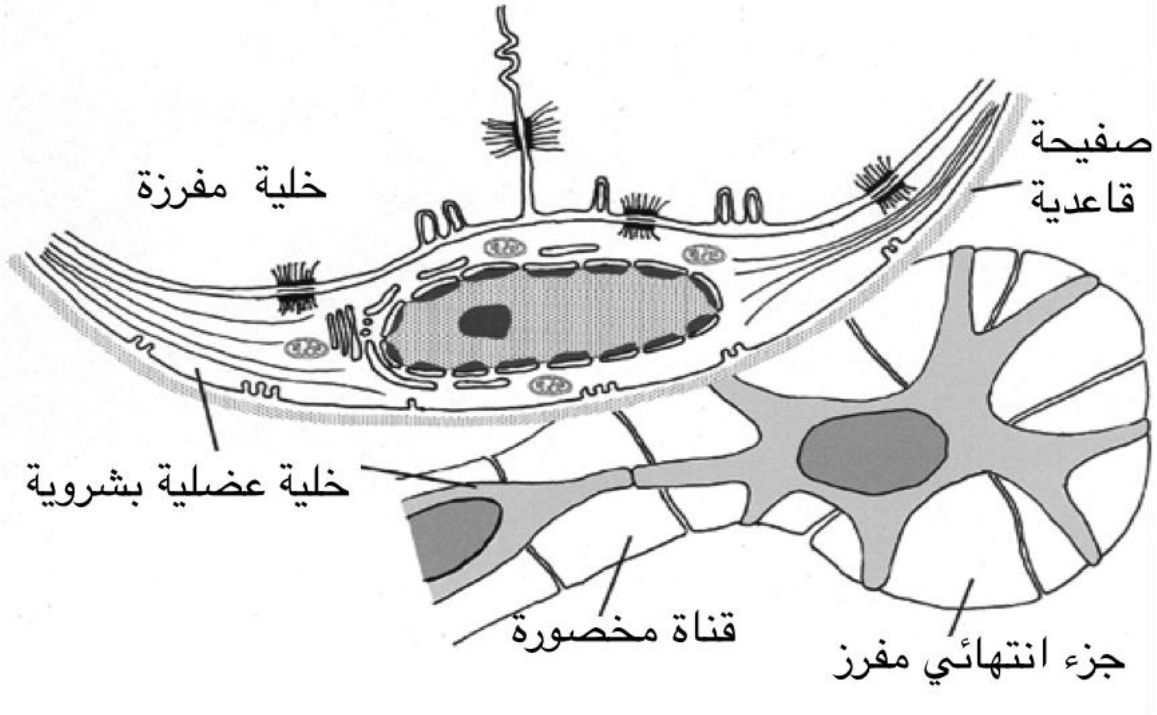 صفيحة
قاعدية
خلية مفرزة
خلية عضلية بشروية
قناة مخصورة
جزء انتهائي مفرز